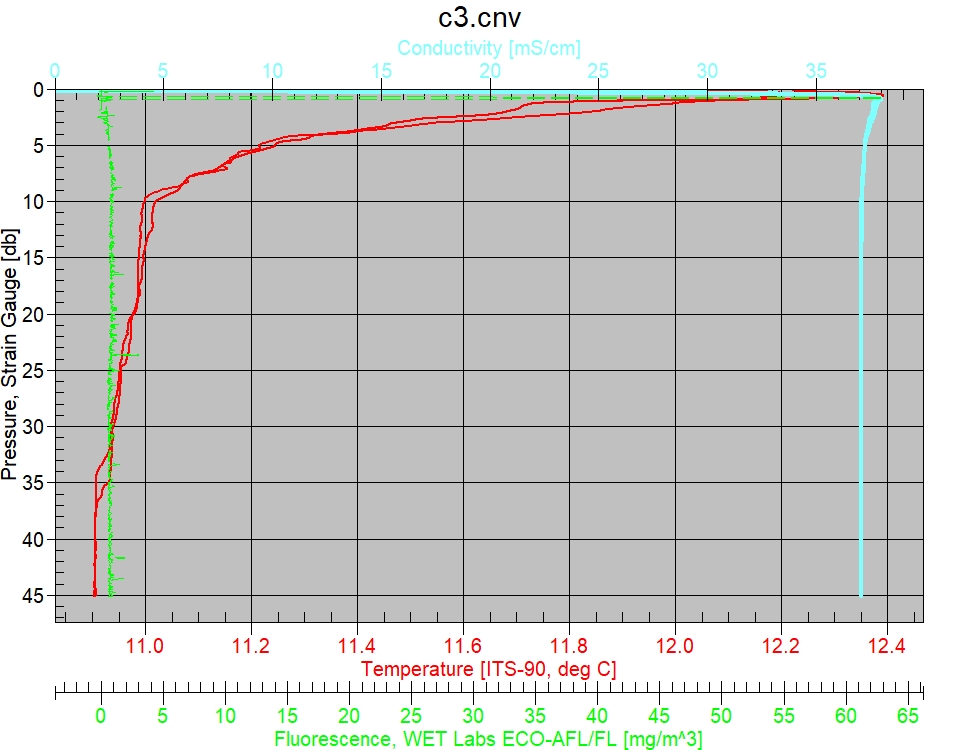 c3.cnv
Conductivity [mS/cm]
0 5 10 15 20 25 30 35
0
5
10
15
20
25
30
35
40
45
Pressure, Strain Gauge [db]
11.0 11.2 11.4 11.6 11.8 12.0 12.2 12.4
Temperature [ITS-90, deg C]
0 5 10 15 20 25 30 35 40 45 50 55 60 65
Fluorescence, WET Labs ECO-AFL/FL [mg/m^3]